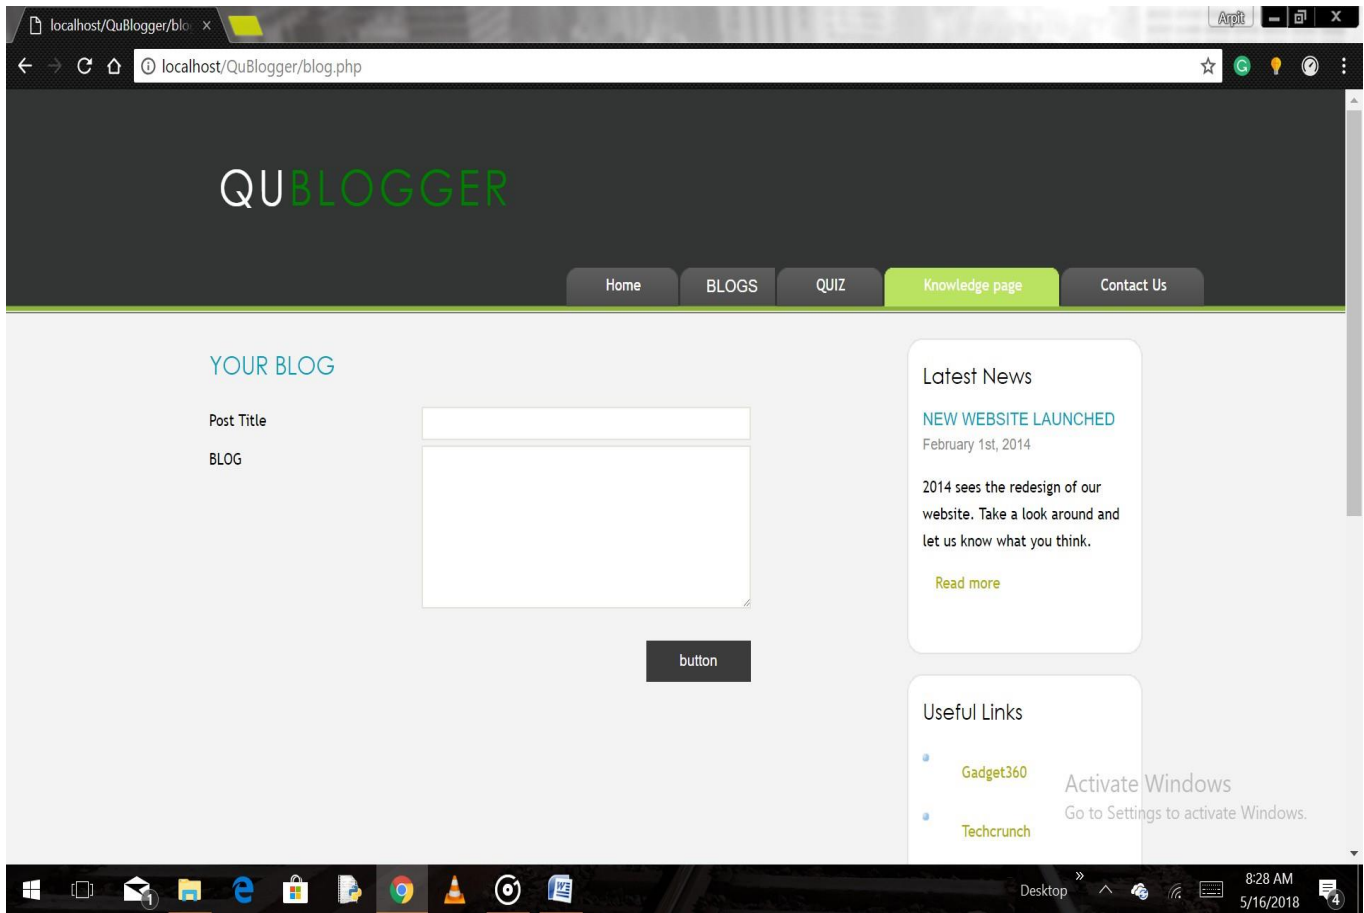 localhost/QuBlogger/blo
Arpit
localhost/QuBlogger/blog.php
QUBLOGGER
Home
BLOGS
QUIZ
Knowledge page
Contact Us
YOUR BLOG
Post Title
BLOG
button
Latest News
NEW WEBSITE LAUNCHED
February 1st, 2014
2014 sees the redesign of our
website. Take a look around and
let us know what you think.
Read more
Useful Links
Gadget360
Techcrunch
Activate Windows
Go to Settings to activate Windows.
1
Desktop
8:28 AM
5/16/2018
4